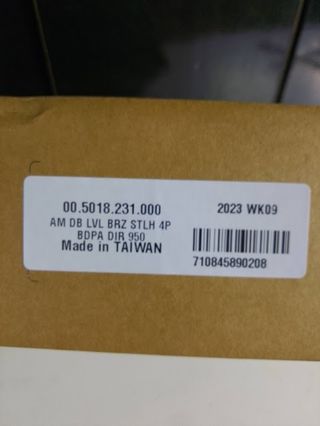 00.5018.231.000
2023 WK09
AM DB LVL BRZ STLH 4P
BDPA DIR 950
Made in TAIWAN
710845890208